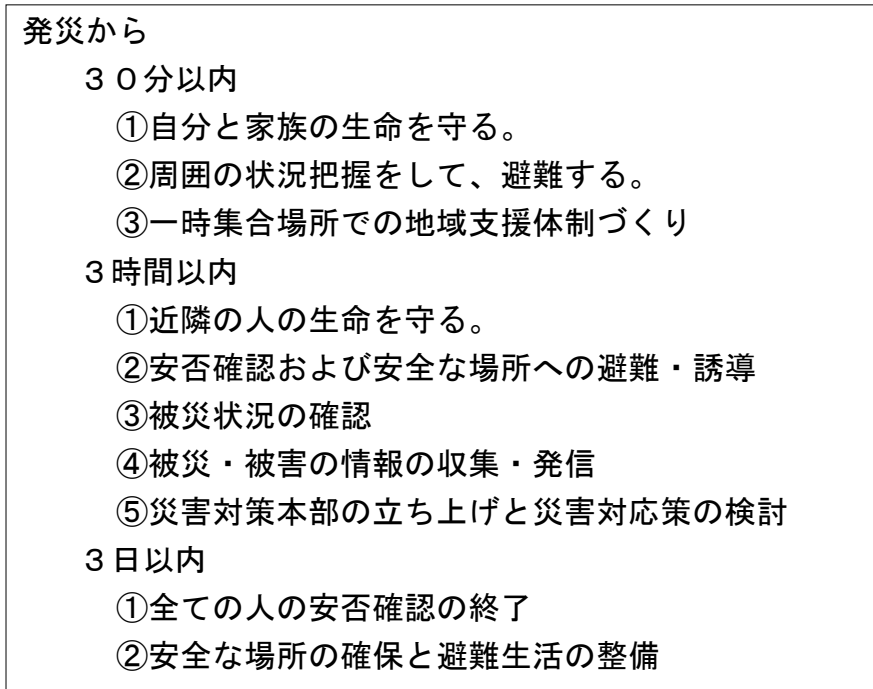 発災から
３０分以内
①自分と家族の生命を守る。
②周囲の状況把握をして、避難する。
③一時集合場所での地域支援体制づくり
３時間以内
①近隣の人の生命を守る。
②安否確認および安全な場所への避難・誘導
③被災状況の確認
④被災・被害の情報の収集・発信
⑤災害対策本部の立ち上げと災害対応策の検討
３日以内
①全ての人の安否確認の終了
②安全な場所の確保と避難生活の整備